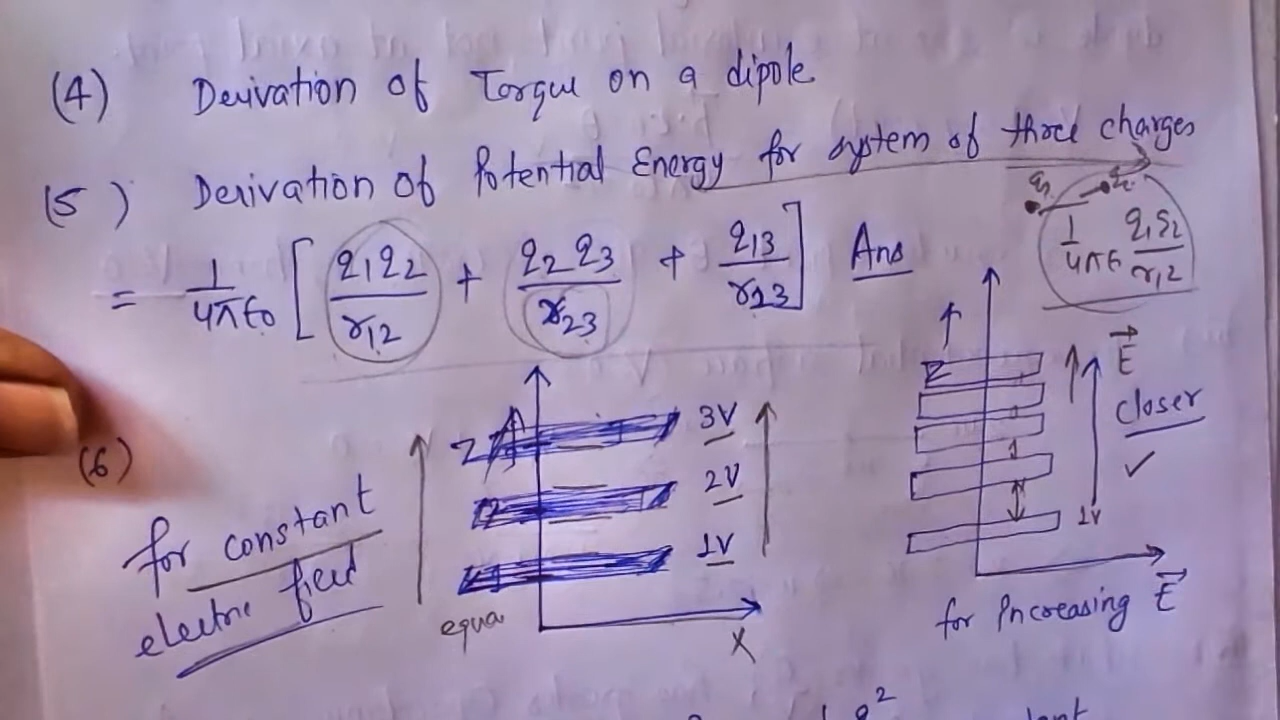 (4) Derivation of Torque on a dipole
(5) Derivation of Potential Energy for system of three charges
= 1/4πε₀ [ q₁q₂/r₁₂ + q₂q₃/r₂₃ + q₁₃/r₂₃ ] Ans
q₁ q₂
1/4πε q₁q₂/r₁₂
(6) for constant
electric field
3V
2V
1V
equa
X
Z
E
closer
1V
for increasing E